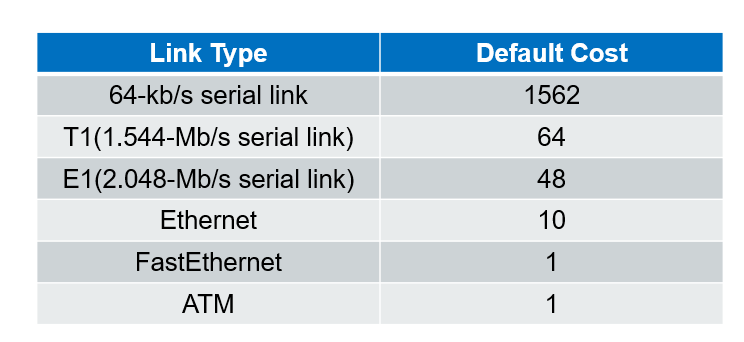 Link Type Default Cost
64-kb/s serial link 1562
T1(1.544-Mb/s serial link) 64
E1(2.048-Mb/s serial link) 48
Ethernet 10
FastEthernet 1
ATM 1